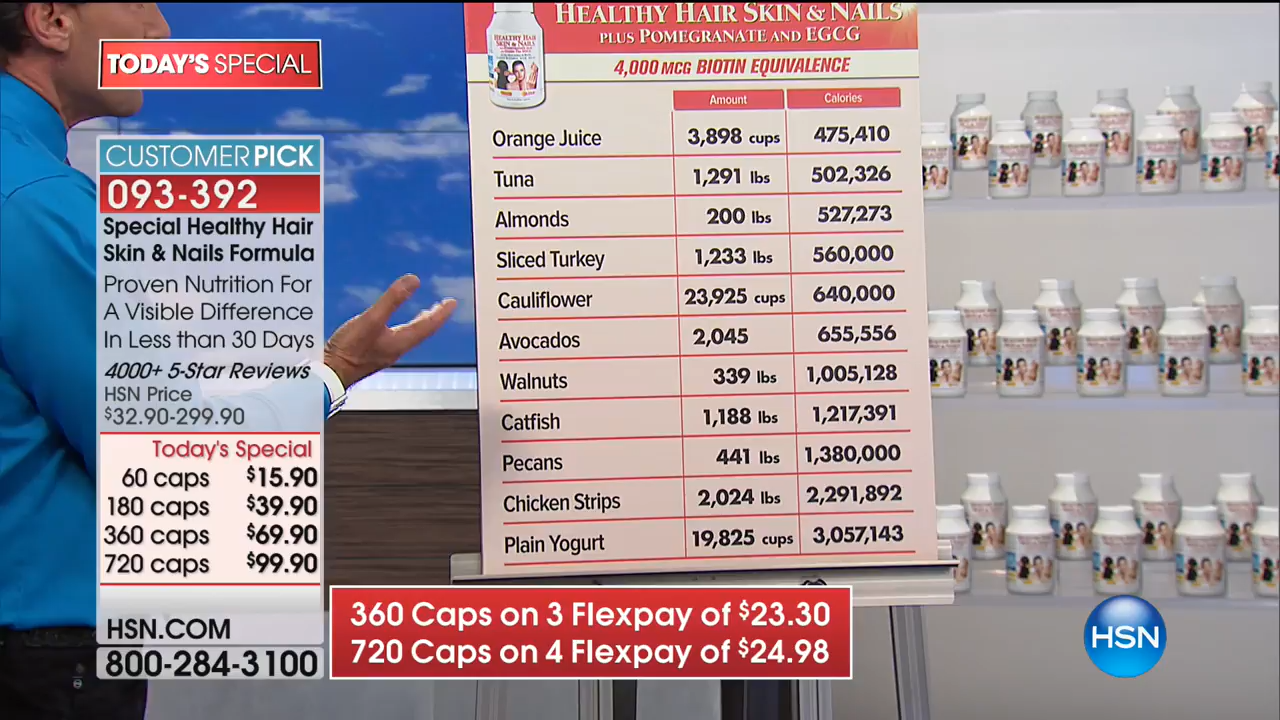 TODAY'S SPECIAL
CUSTOMER PICK
093-392
Special Healthy Hair
Skin & Nails Formula
Proven Nutrition For
A Visible Difference
In Less than 30 Days
4000+ 5-Star Reviews
HSN Price
$32.90-299.90
Today's Special
60 caps $15.90
180 caps $39.90
360 caps $69.90
720 caps $99.90
HSN.COM
800-284-3100
HEALTHY HAIR SKIN & NAILS
PLUS POMEGRANATE AND EGCG
4,000 MCG BIOTIN EQUIVALENCE
Amount Calories
Orange Juice 3,898 cups 475,410
Tuna 1,291 lbs 502,326
Almonds 200 lbs 527,273
Sliced Turkey 1,233 lbs 560,000
Cauliflower 23,925 cups 640,000
Avocados 2,045 655,556
Walnuts 339 lbs 1,005,128
Catfish 1,188 lbs 1,217,391
Pecans 441 lbs 1,380,000
Chicken Strips 2,024 lbs 2,291,892
Plain Yogurt 19,825 cups 3,057,143
HEALTHY HAIR
SKIN & NAILS
360 Caps on 3 Flexpay of $23.30
720 Caps on 4 Flexpay of $24.98
HSN